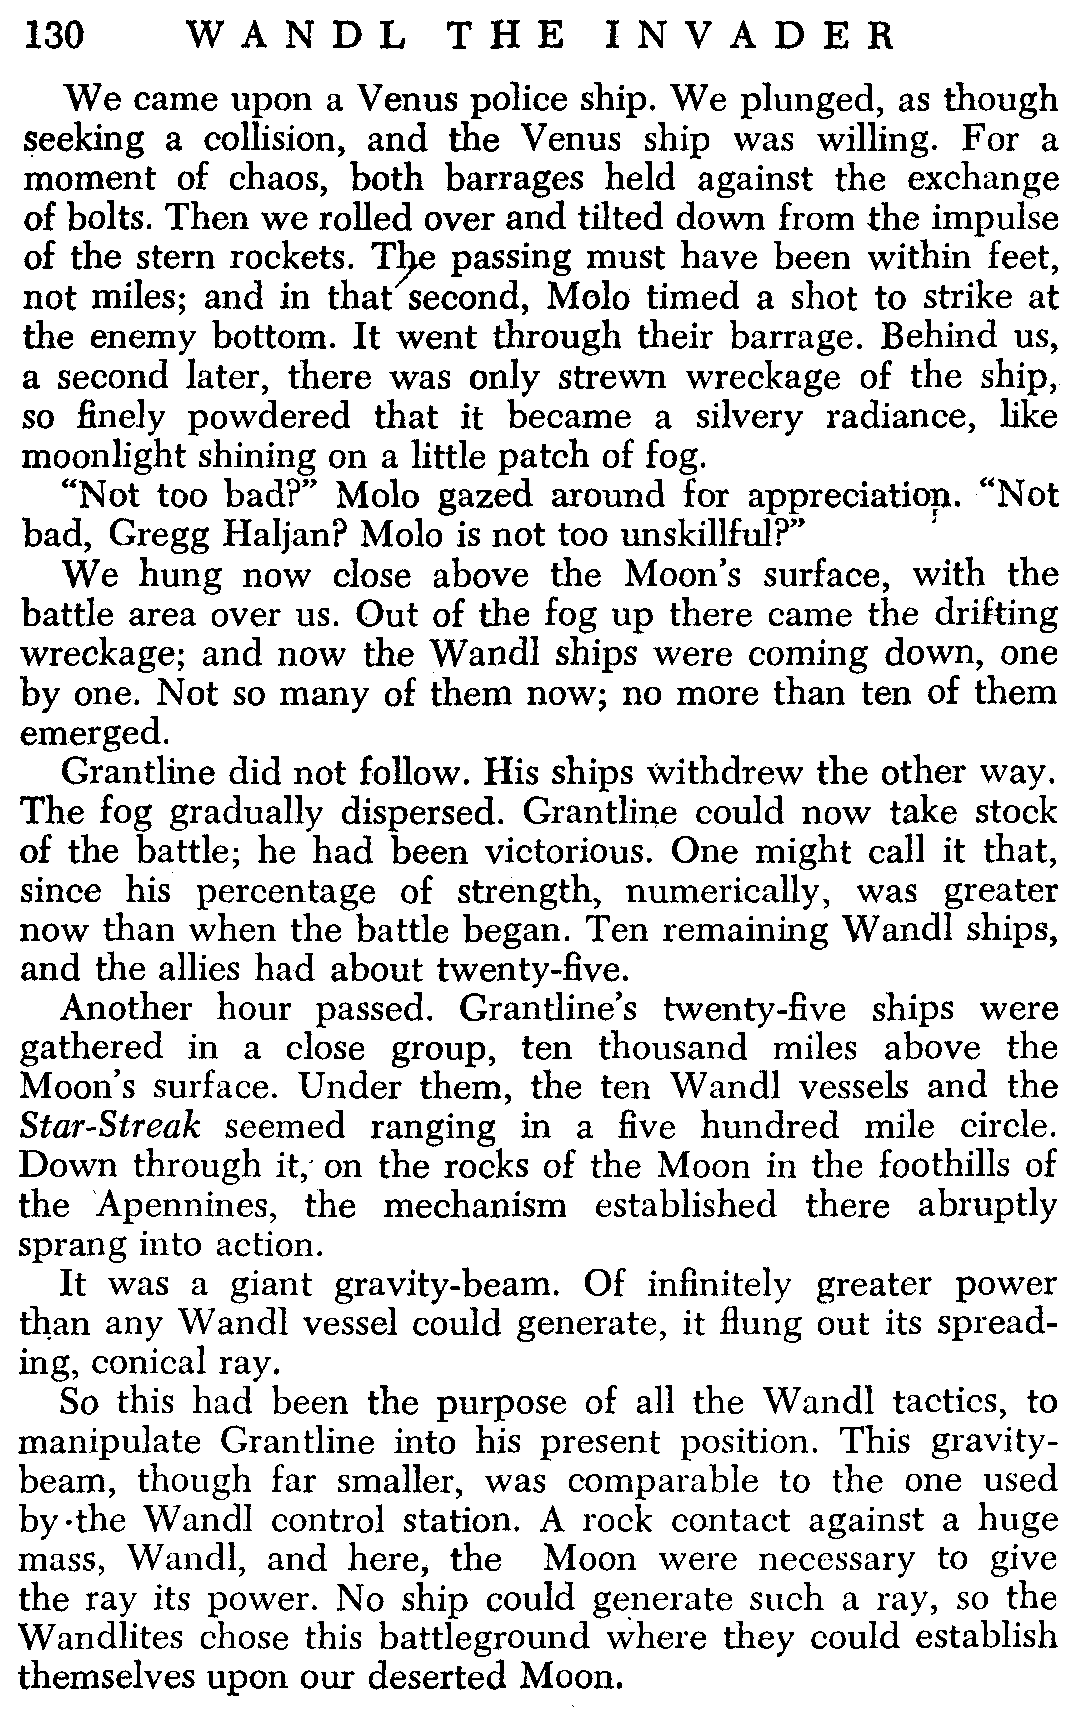 130 WANDL THE INVADER
We came upon a Venus police ship. We plunged, as though
seeking a collision, and the Venus ship was willing. For a
moment of chaos, both barrages held against the exchange
of bolts. Then we rolled over and tilted down from the impulse
of the stern rockets. The passing must have been within feet,
not miles; and in that second, Molo timed a shot to strike at
the enemy bottom. It went through their barrage. Behind us,
a second later, there was only strewn wreckage of the ship,
so finely powdered that it became a silvery radiance, like
moonlight shining on a little patch of fog.
“Not too bad?” Molo gazed around for appreciation. “Not
bad, Gregg Haljan? Molo is not too unskillful?”
We hung now close above the Moon’s surface, with the
battle area over us. Out of the fog up there came the drifting
wreckage; and now the Wandl ships were coming down, one
by one. Not so many of them now; no more than ten of them
emerged.
Grantline did not follow. His ships withdrew the other way.
The fog gradually dispersed. Grantline could now take stock
of the battle; he had been victorious. One might call it that,
since his percentage of strength, numerically, was greater
now than when the battle began. Ten remaining Wandl ships,
and the allies had about twenty-five.
Another hour passed. Grantline’s twenty-five ships were
gathered in a close group, ten thousand miles above the
Moon’s surface. Under them, the ten Wandl vessels and the
Star-Streak seemed ranging in a five hundred mile circle.
Down through it, on the rocks of the Moon in the foothills of
the Apennines, the mechanism established there abruptly
sprang into action.
It was a giant gravity-beam. Of infinitely greater power
than any Wandl vessel could generate, it flung out its spread-
ing, conical ray.
So this had been the purpose of all the Wandl tactics, to
manipulate Grantline into his present position. This gravity-
beam, though far smaller, was comparable to the one used
by the Wandl control station. A rock contact against a huge
mass, Wandl, and here, the Moon were necessary to give
the ray its power. No ship could generate such a ray, so the
Wandlites chose this battleground where they could establish
themselves upon our deserted Moon.